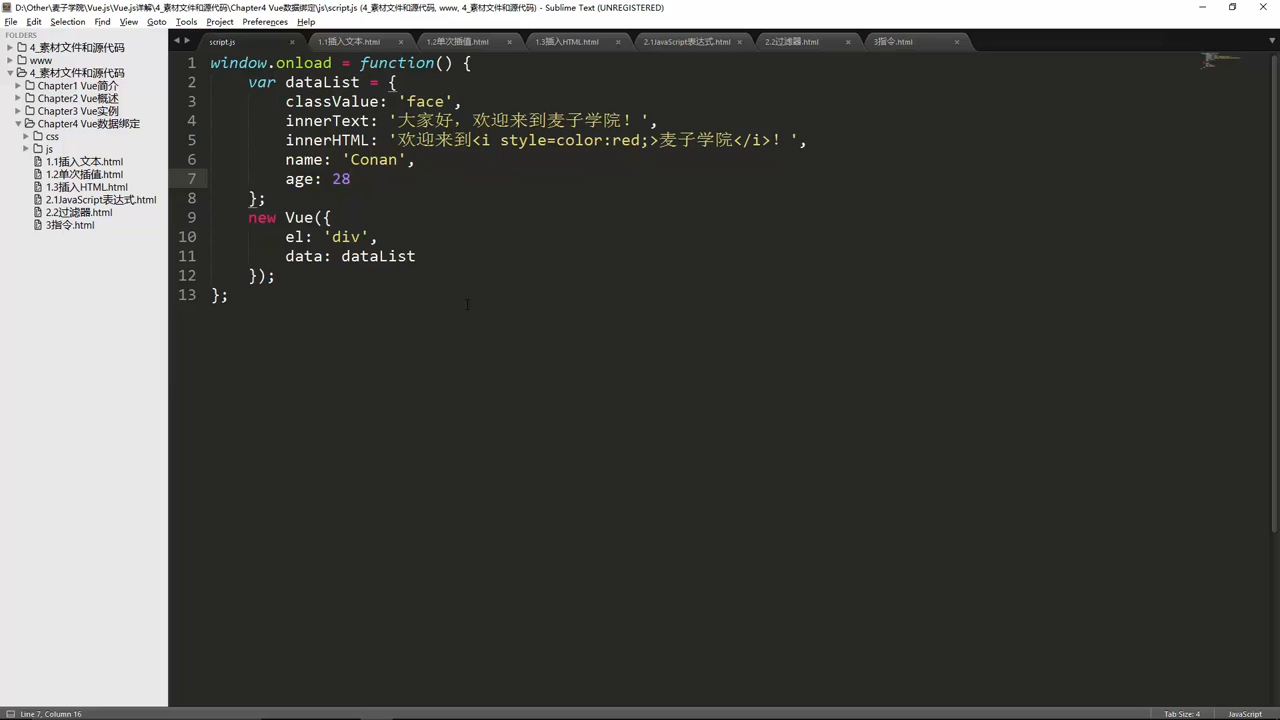 D:\Other\麦子学院\Vue.js\Vue.js详解\4_素材文件和源代码\Chapter4 Vue数据绑定\js\script.js (4_素材文件和源代码, www, 4_素材文件和源代码) - Sublime Text (UNREGISTERED)
File Edit Selection Find View Goto Tools Project Preferences Help
FOLDERS
4_素材文件和源代码
www
4_素材文件和源代码
Chapter1 Vue简介
Chapter2 Vue概述
Chapter3 Vue实例
Chapter4 Vue数据绑定
css
js
1.1插入文本.html
1.2单次插值.html
1.3插入HTML.html
2.1JavaScript表达式.html
2.2过滤器.html
3指令.html
script.js 1.1插入文本.html 1.2单次插值.html 1.3插入HTML.html 2.1JavaScript表达式.html 2.2过滤器.html 3指令.html
1 window.onload = function() {
2 var dataList = {
3 classValue: 'face',
4 innerText: '大家好，欢迎来到麦子学院！',
5 innerHTML: '欢迎来到<i style=color:red;>麦子学院</i>！',
6 name: 'Conan',
7 age: 28
8 };
9 new Vue({
10 el: 'div',
11 data: dataList
12 });
13 };
Line 7, Column 16 Tab Size: 4 JavaScript